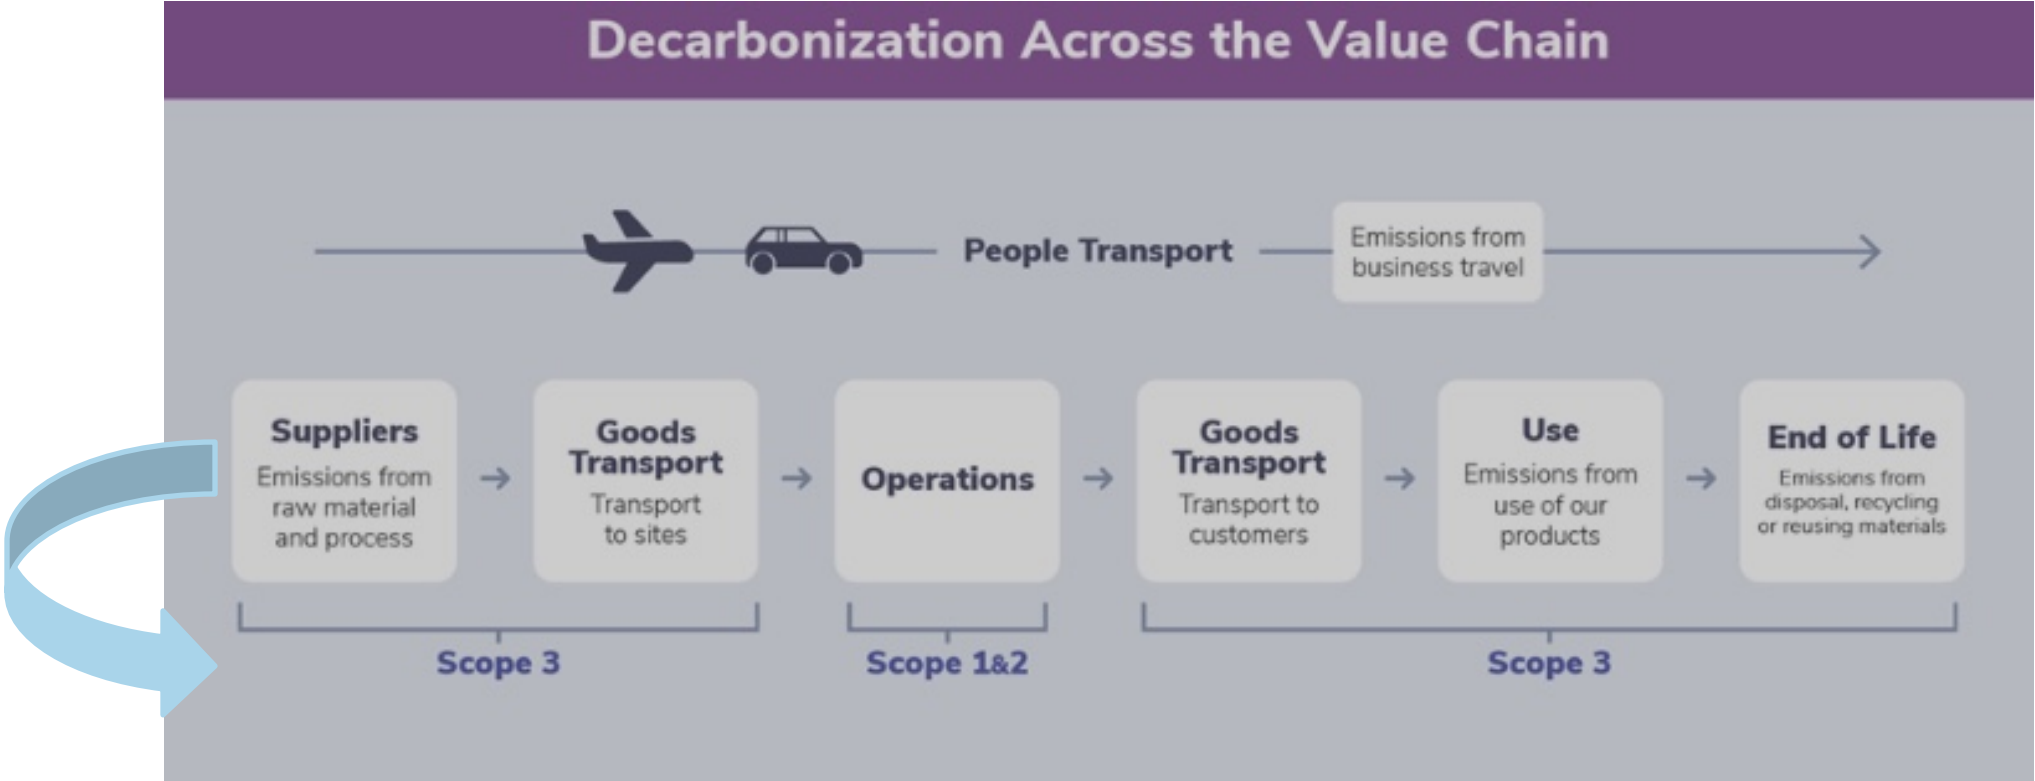 Decarbonization Across the Value Chain
People Transport
Emissions from
business travel
Suppliers
Emissions from
raw material
and process
Goods
Transport
Transport
to sites
Operations
Goods
Transport
Transport to
customers
Use
Emissions from
use of our
products
End of Life
Emissions from
disposal, recycling
or reusing materials
Scope 3
Scope 1&2
Scope 3